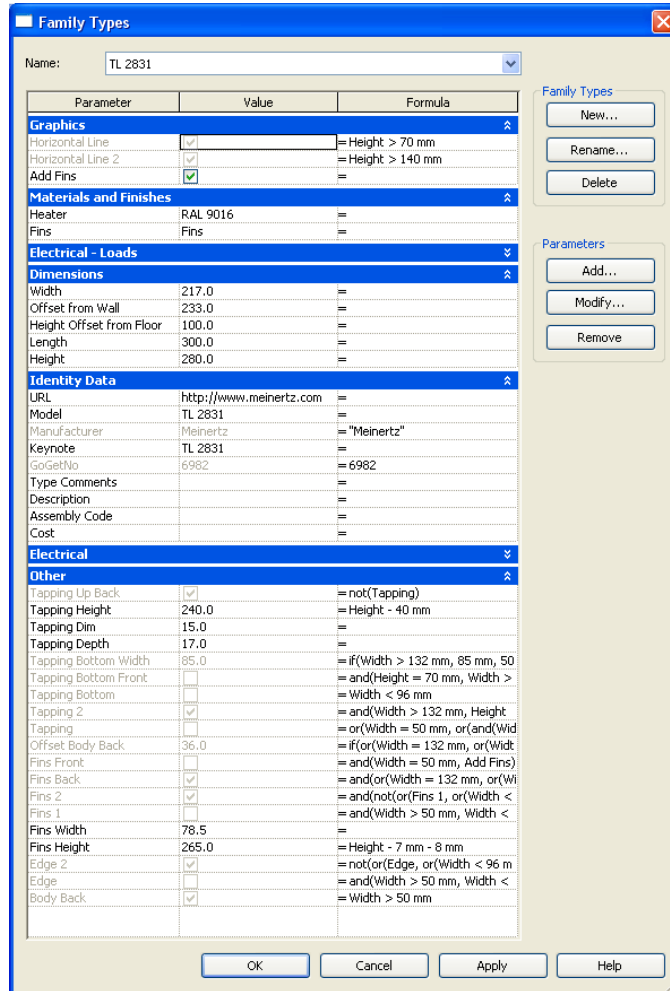 Family Types
Name: TL 2831
Parameter Value Formula
Graphics
Horizontal Line = Height > 70 mm
Horizontal Line 2 = Height > 140 mm
Add Fins =
Materials and Finishes
Heater RAL 9016 =
Fins Fins =
Electrical - Loads
Dimensions
Width 217.0 =
Offset from Wall 233.0 =
Height Offset from Floor 100.0 =
Length 300.0 =
Height 280.0 =
Identity Data
URL http://www.meinertz.com =
Model TL 2831 =
Manufacturer Meinertz = "Meinertz"
Keynote TL 2831 =
GoGetNo 6982 = 6982
Type Comments =
Description =
Assembly Code =
Cost =
Electrical
Other
Tapping Up Back = not(Tapping)
Tapping Height 240.0 = Height - 40 mm
Tapping Dim 15.0 =
Tapping Depth 17.0 =
Tapping Bottom Width 85.0 = if(Width > 132 mm, 85 mm, 50
Tapping Bottom Front = and(Height = 70 mm, Width >
Tapping Bottom = Width < 96 mm
Tapping 2 = and(Width > 132 mm, Height
Tapping = or(Width = 50 mm, or(and(Wid
Offset Body Back 36.0 = if(or(Width = 132 mm, or(Widt
Fins Front = and(Width = 50 mm, Add Fins)
Fins Back = and(or(Width = 132 mm, or(Wi
Fins 2 = and(not(or(Fins 1, or(Width <
Fins 1 = and(Width > 50 mm, Width <
Fins Width 78.5 =
Fins Height 265.0 = Height - 7 mm - 8 mm
Edge 2 = not(or(Edge, or(Width < 96 m
Edge = and(Width > 50 mm, Width <
Body Back = Width > 50 mm
Family Types
New...
Rename...
Delete
Parameters
Add...
Modify...
Remove
OK Cancel Apply Help